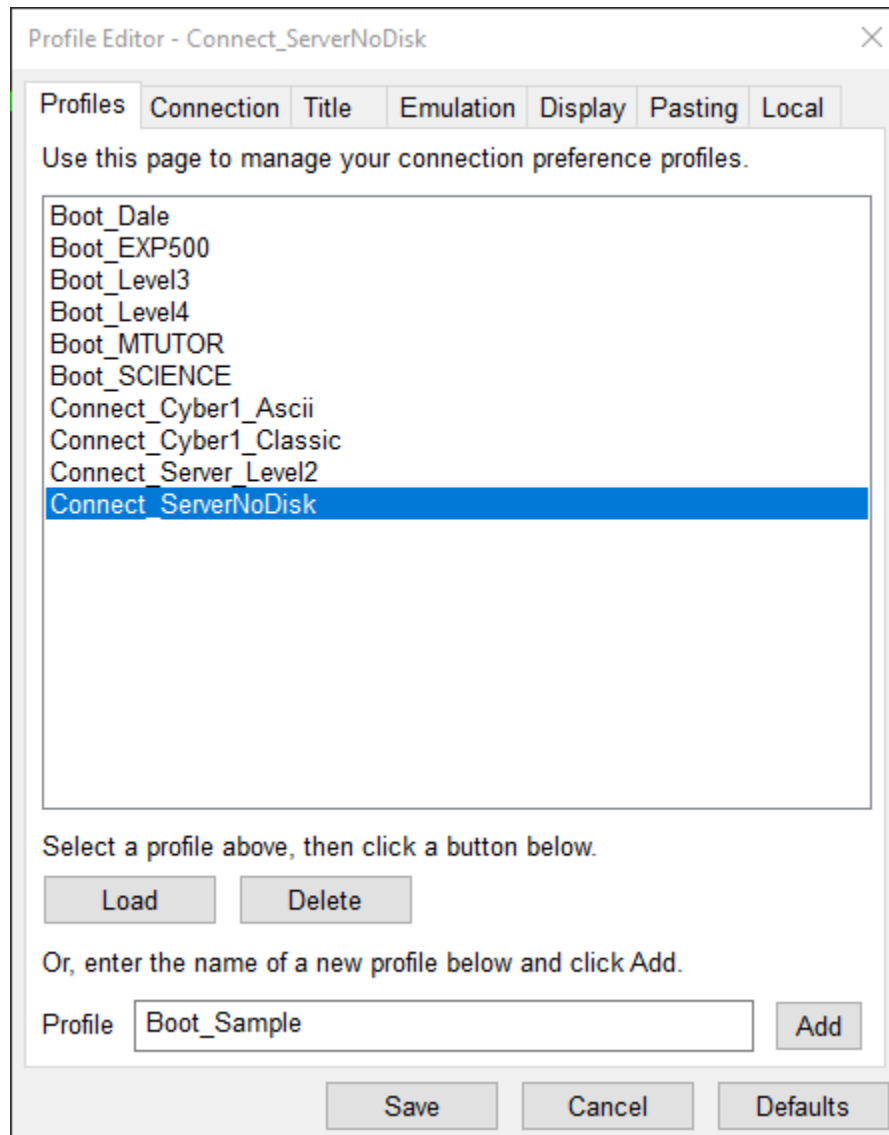 Profile Editor - Connect_ServerNoDisk
Profiles Connection Title Emulation Display Pasting Local
Use this page to manage your connection preference profiles.
Boot_Dale
Boot_EXP500
Boot_Level3
Boot_Level4
Boot_MTUTOR
Boot_SCIENCE
Connect_Cyber1_Ascii
Connect_Cyber1_Classic
Connect_Server_Level2
Connect_ServerNoDisk
Select a profile above, then click a button below.
Load Delete
Or, enter the name of a new profile below and click Add.
Profile Boot_Sample Add
Save Cancel Defaults